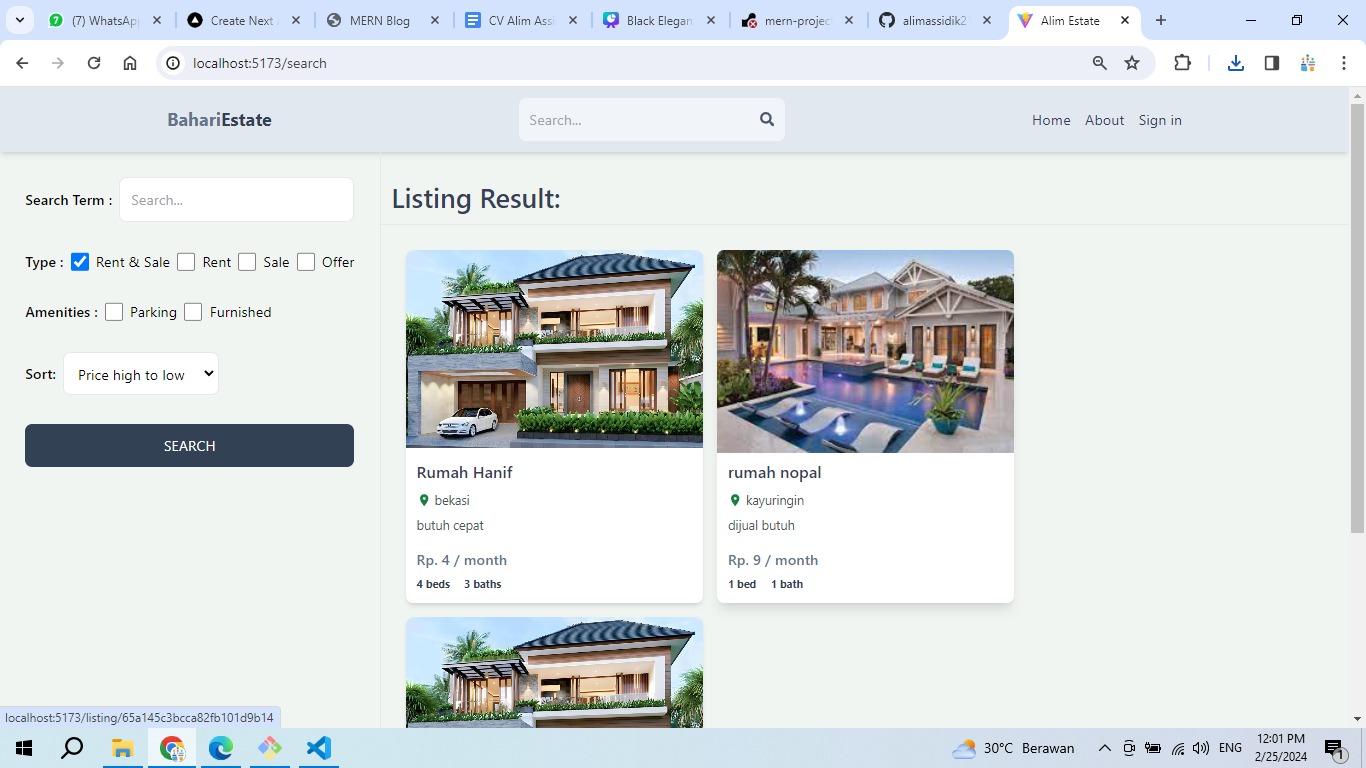 (7) WhatsApp
Create Next A
MERN Blog
CV Alim Assi
Black Elegan
mern-projec
alimassidik2
Alim Estate
localhost:5173/search
BahariEstate
Search...
Home About Sign in
Search Term : Search...
Type : Rent & Sale Rent Sale Offer
Amenities : Parking Furnished
Sort: Price high to low
SEARCH
Listing Result:
Rumah Hanif
bekasi
butuh cepat
Rp. 4 / month
4 beds 3 baths
rumah nopal
kayuringin
dijual butuh
Rp. 9 / month
1 bed 1 bath
localhost:5173/listing/65a145c3bcca82fb101d9b14
30°C Berawan
ENG
12:01 PM
2/25/2024
1